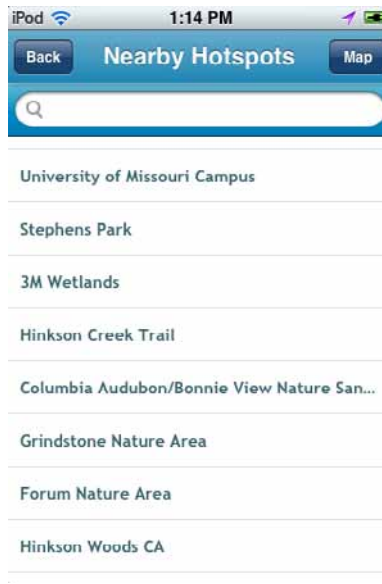 iPod 1:14 PM
Back Nearby Hotspots Map
University of Missouri Campus
Stephens Park
3M Wetlands
Hinkson Creek Trail
Columbia Audubon/Bonnie View Nature San...
Grindstone Nature Area
Forum Nature Area
Hinkson Woods CA